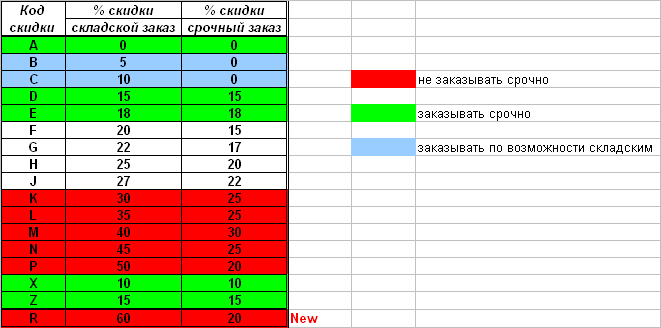 Код скидки % скидки складской заказ % скидки срочный заказ
A 0 0
B 5 0
C 10 0 не заказывать срочно
D 15 15
E 18 18 заказывать срочно
F 20 15
G 22 17 заказывать по возможности складским
H 25 20
J 27 22
K 30 25
L 35 25
M 40 30
N 45 25
P 50 20
X 10 10
Z 15 15
R 60 20 New